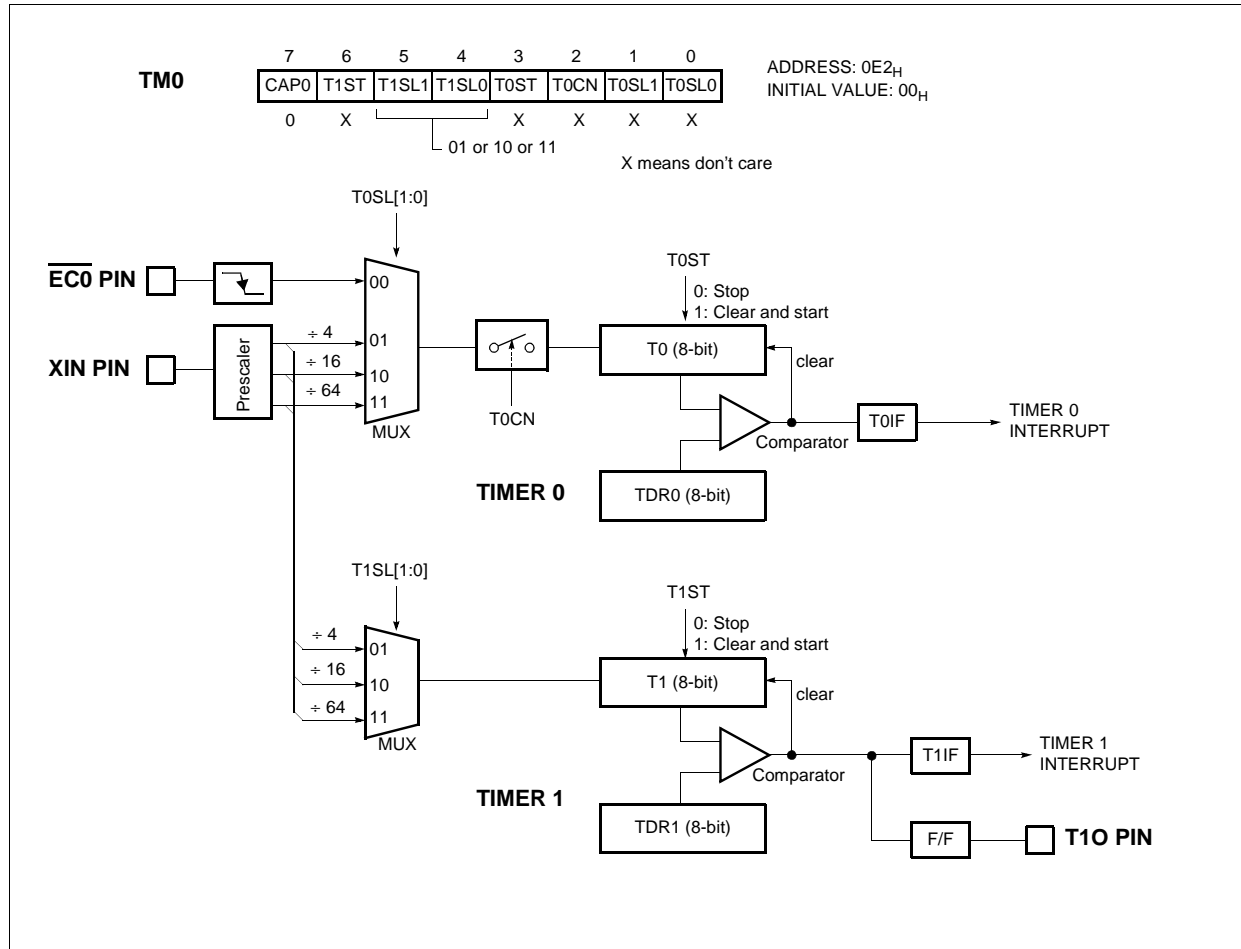 7 6 5 4 3 2 1 0
TM0
CAP0 T1ST T1SL1 T1SL0 T0ST T0CN T0SL1 T0SL0
ADDRESS: 0E2H
INITIAL VALUE: 00H
0 X X X X X
01 or 10 or 11
X means don't care
T0SL[1:0]
EC0 PIN
00
T0ST
0: Stop
1: Clear and start
XIN PIN
Prescaler
÷ 4
01
÷ 16
10
÷ 64
11
MUX
T0CN
T0 (8-bit)
clear
Comparator
T0IF
TIMER 0
INTERRUPT
TIMER 0
TDR0 (8-bit)
T1SL[1:0]
T1ST
0: Stop
1: Clear and start
÷ 4
01
÷ 16
10
÷ 64
11
MUX
T1 (8-bit)
clear
Comparator
T1IF
TIMER 1
INTERRUPT
TIMER 1
TDR1 (8-bit)
F/F
T1O PIN